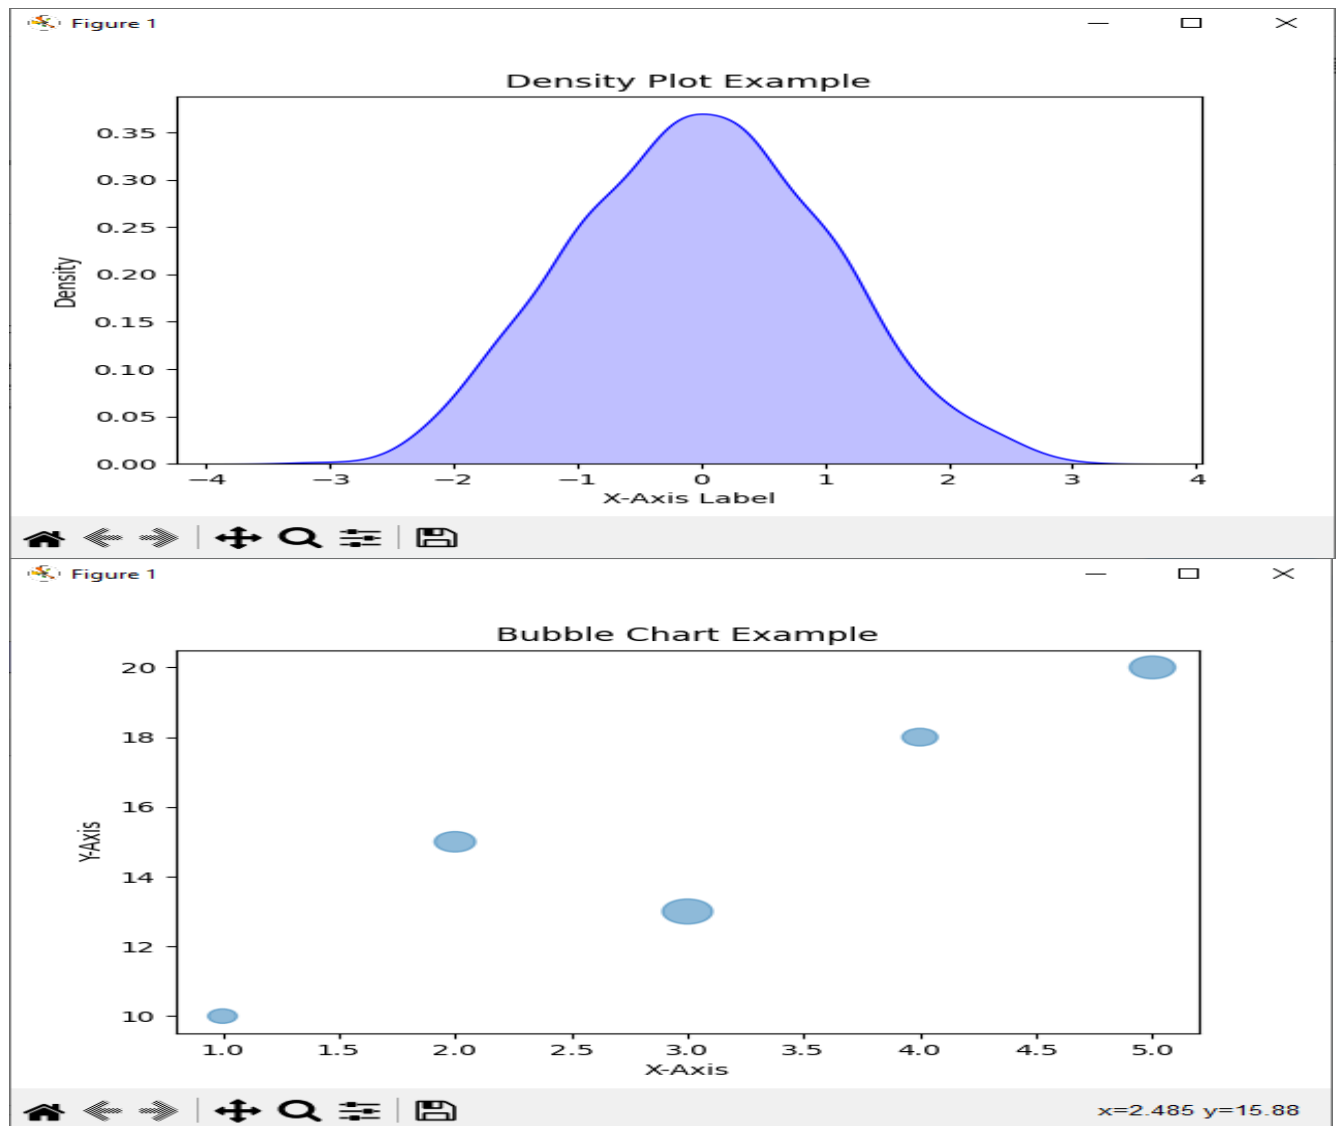 Figure 1
Density Plot Example
0.35
0.30
0.25
0.20
0.15
0.10
0.05
0.00
Density
−4 −3 −2 −1 0 1 2 3 4
X-Axis Label
Figure 1
Bubble Chart Example
20
18
16
14
12
10
Y-Axis
1.0 1.5 2.0 2.5 3.0 3.5 4.0 4.5 5.0
X-Axis
x=2.485 y=15.88